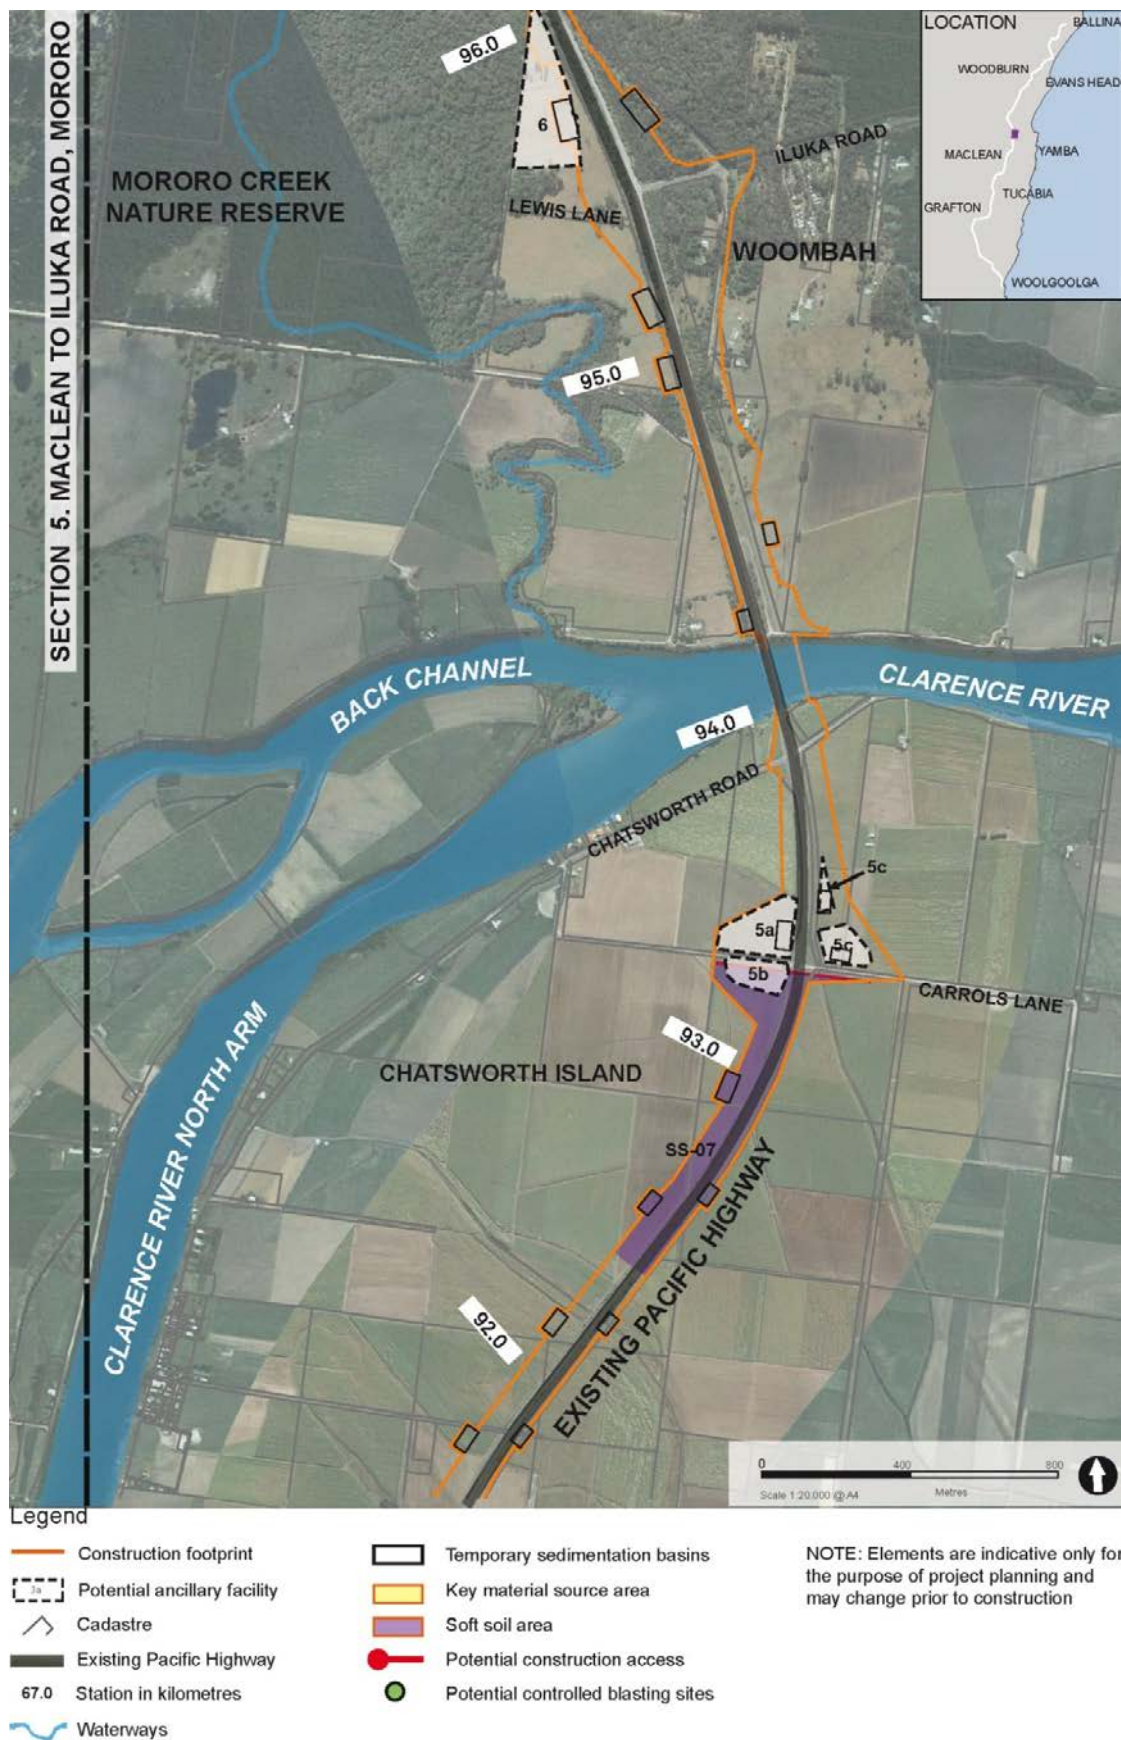 SECTION 5. MACLEAN TO ILUKA ROAD, MORORO
96.0
6
LOCATION
BALLINA
WOODBURN
EVANS HEAD
MACLEAN
YAMBA
TUCABIA
GRAFTON
WOOLGOOLGA
ILUKA ROAD
MORORO CREEK
NATURE RESERVE
LEWIS LANE
WOOMBAH
95.0
BACK CHANNEL
CLARENCE RIVER
94.0
CHATSWORTH ROAD
5c
5a
5c
5b
CARROLS LANE
93.0
CHATSWORTH ISLAND
SS-07
CLARENCE RIVER NORTH ARM
EXISTING PACIFIC HIGHWAY
92.0
0 400 800
Scale 1:20,000 @A4 Metres
Legend
Construction footprint
3a Potential ancillary facility
Cadastre
Existing Pacific Highway
67.0 Station in kilometres
Waterways
Temporary sedimentation basins
Key material source area
Soft soil area
Potential construction access
Potential controlled blasting sites
NOTE: Elements are indicative only for
the purpose of project planning and
may change prior to construction